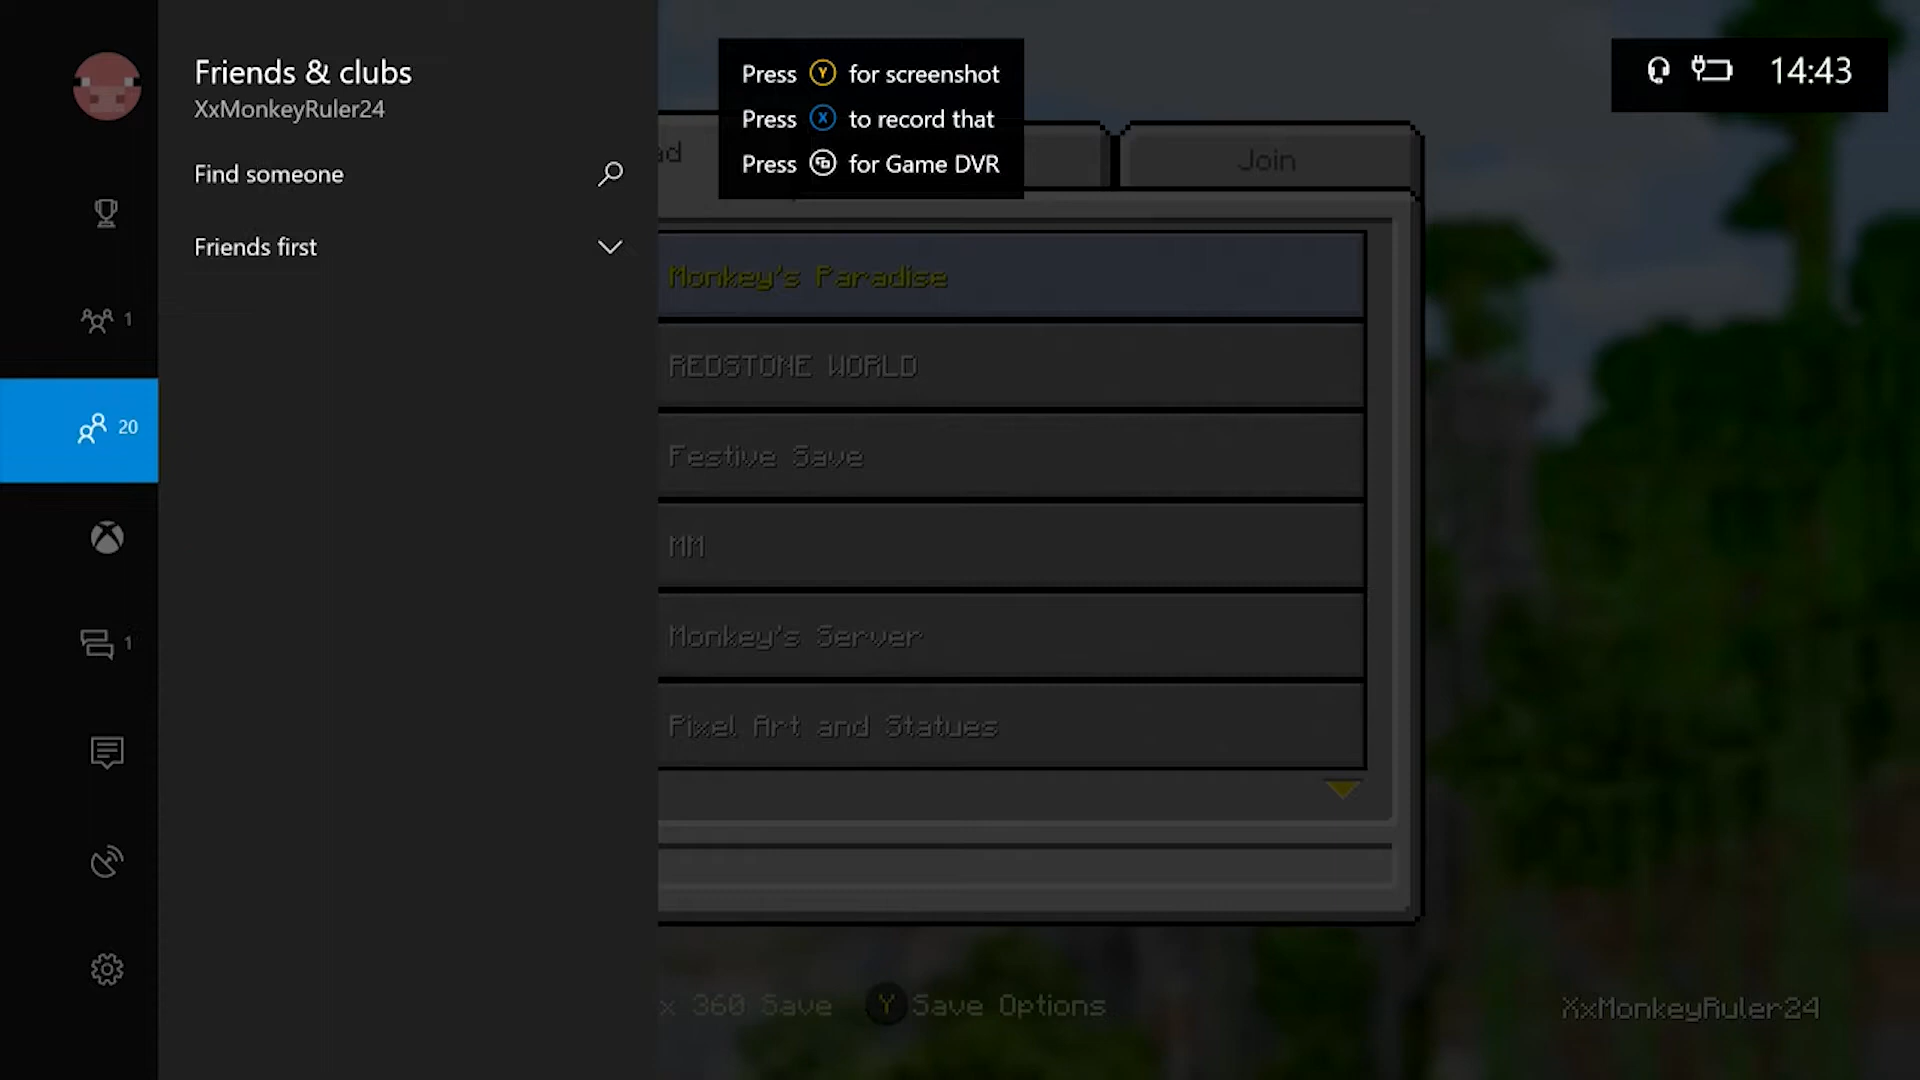 Friends & clubs
XxMonkeyRuler24
Find someone
Friends first
1
20
1
Press Y for screenshot
Press X to record that
Press for Game DVR
14:43
ad
Join
Monkey's Paradise
REDSTONE WORLD
Festive Save
MM
Monkey's Server
Pixel Art and Statues
x 360 Save
Y Save Options
XxMonkeyRuler24